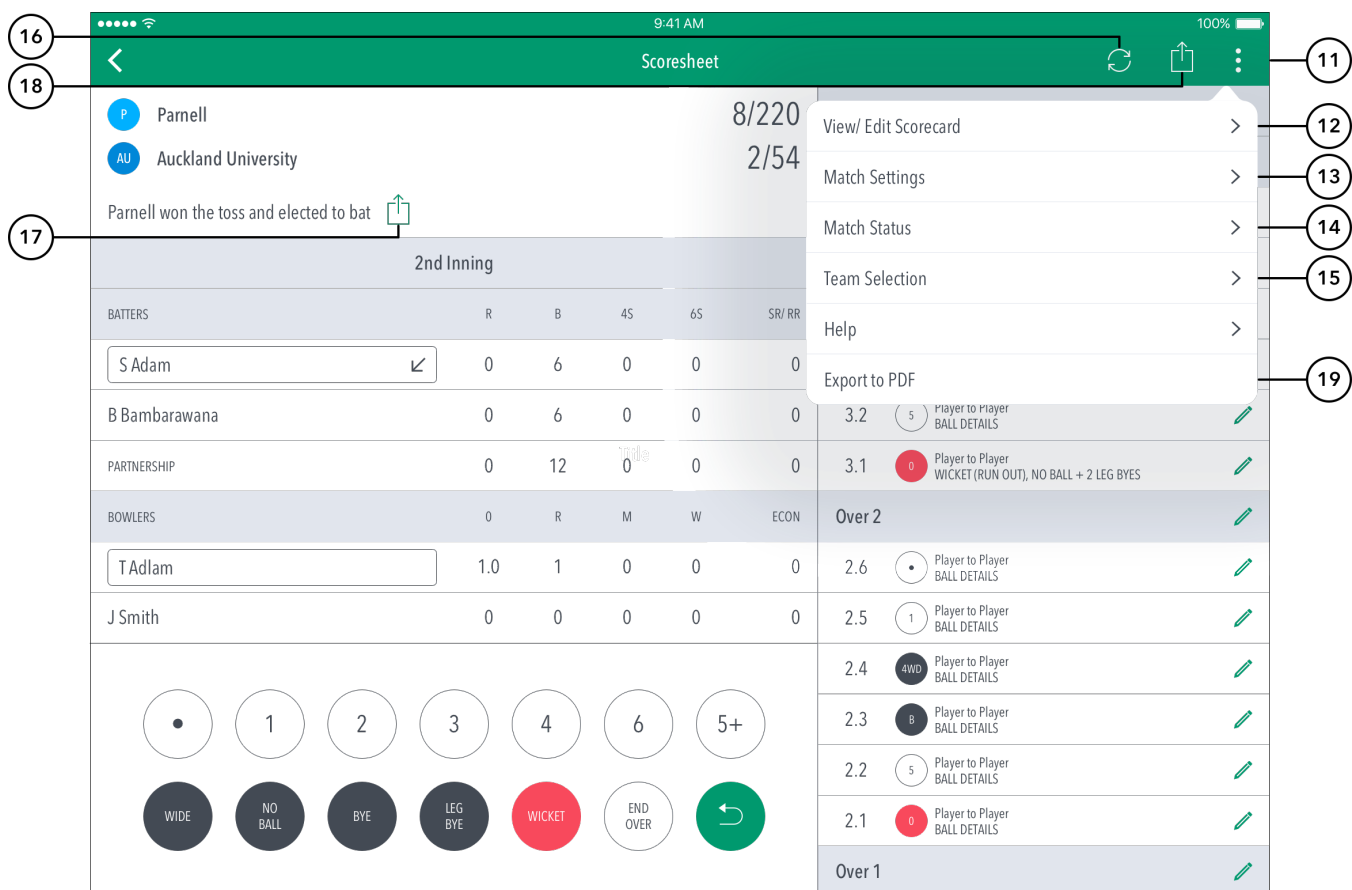 9:41 AM
100%
16
Scoresheet
11
18
P Parnell 8/220
AU Auckland University 2/54
Parnell won the toss and elected to bat
17
View/ Edit Scorecard
12
Match Settings
13
Match Status
14
Team Selection
15
Help
Export to PDF
19
2nd Inning
BATTERS R B 4S 6S SR/ RR
S Adam 0 6 0 0 0
B Bambarawana 0 6 0 0 0
PARTNERSHIP 0 12 0 0 0
Title
BOWLERS 0 R M W ECON
T Adlam 1.0 1 0 0 0
J Smith 0 0 0 0 0
• 1 2 3 4 6 5+
WIDE NO BALL BYE LEG BYE WICKET END OVER
3.2 5 Player to Player
BALL DETAILS
3.1 0 Player to Player
WICKET (RUN OUT), NO BALL + 2 LEG BYES
Over 2
2.6 • Player to Player
BALL DETAILS
2.5 1 Player to Player
BALL DETAILS
2.4 4WD Player to Player
BALL DETAILS
2.3 B Player to Player
BALL DETAILS
2.2 5 Player to Player
BALL DETAILS
2.1 0 Player to Player
BALL DETAILS
Over 1